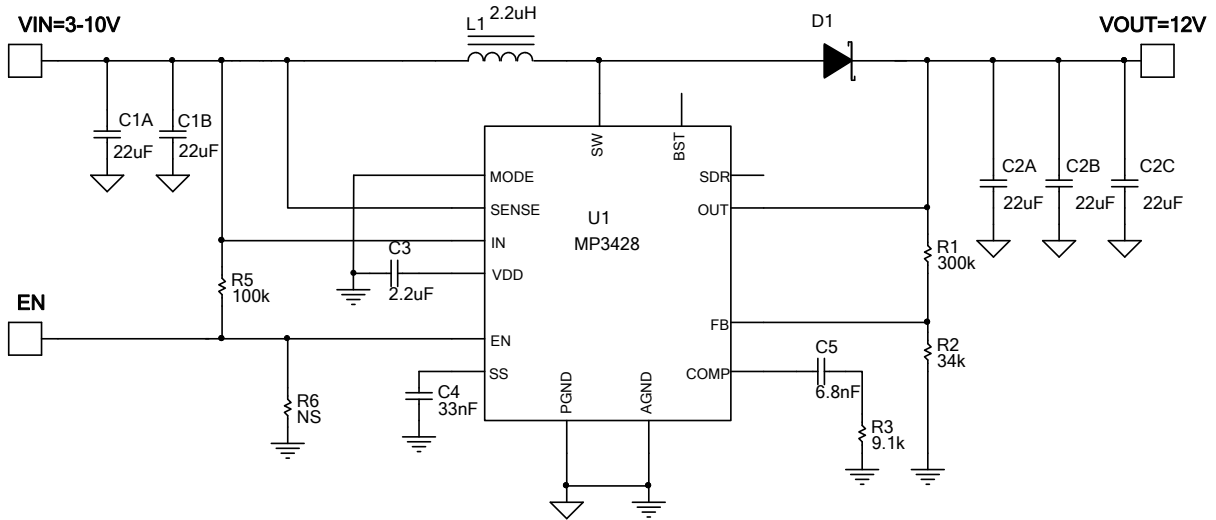 VIN=3-10V
L1 2.2uH
D1
VOUT=12V
C1A
22uF
C1B
22uF
SW
BST
MODE
SENSE
IN
VDD
EN
SS
SDR
OUT
FB
COMP
PGND
AGND
U1
MP3428
C3
2.2uF
R5
100k
EN
R6
NS
C4
33nF
C5
6.8nF
R3
9.1k
R1
300k
R2
34k
C2A
22uF
C2B
22uF
C2C
22uF